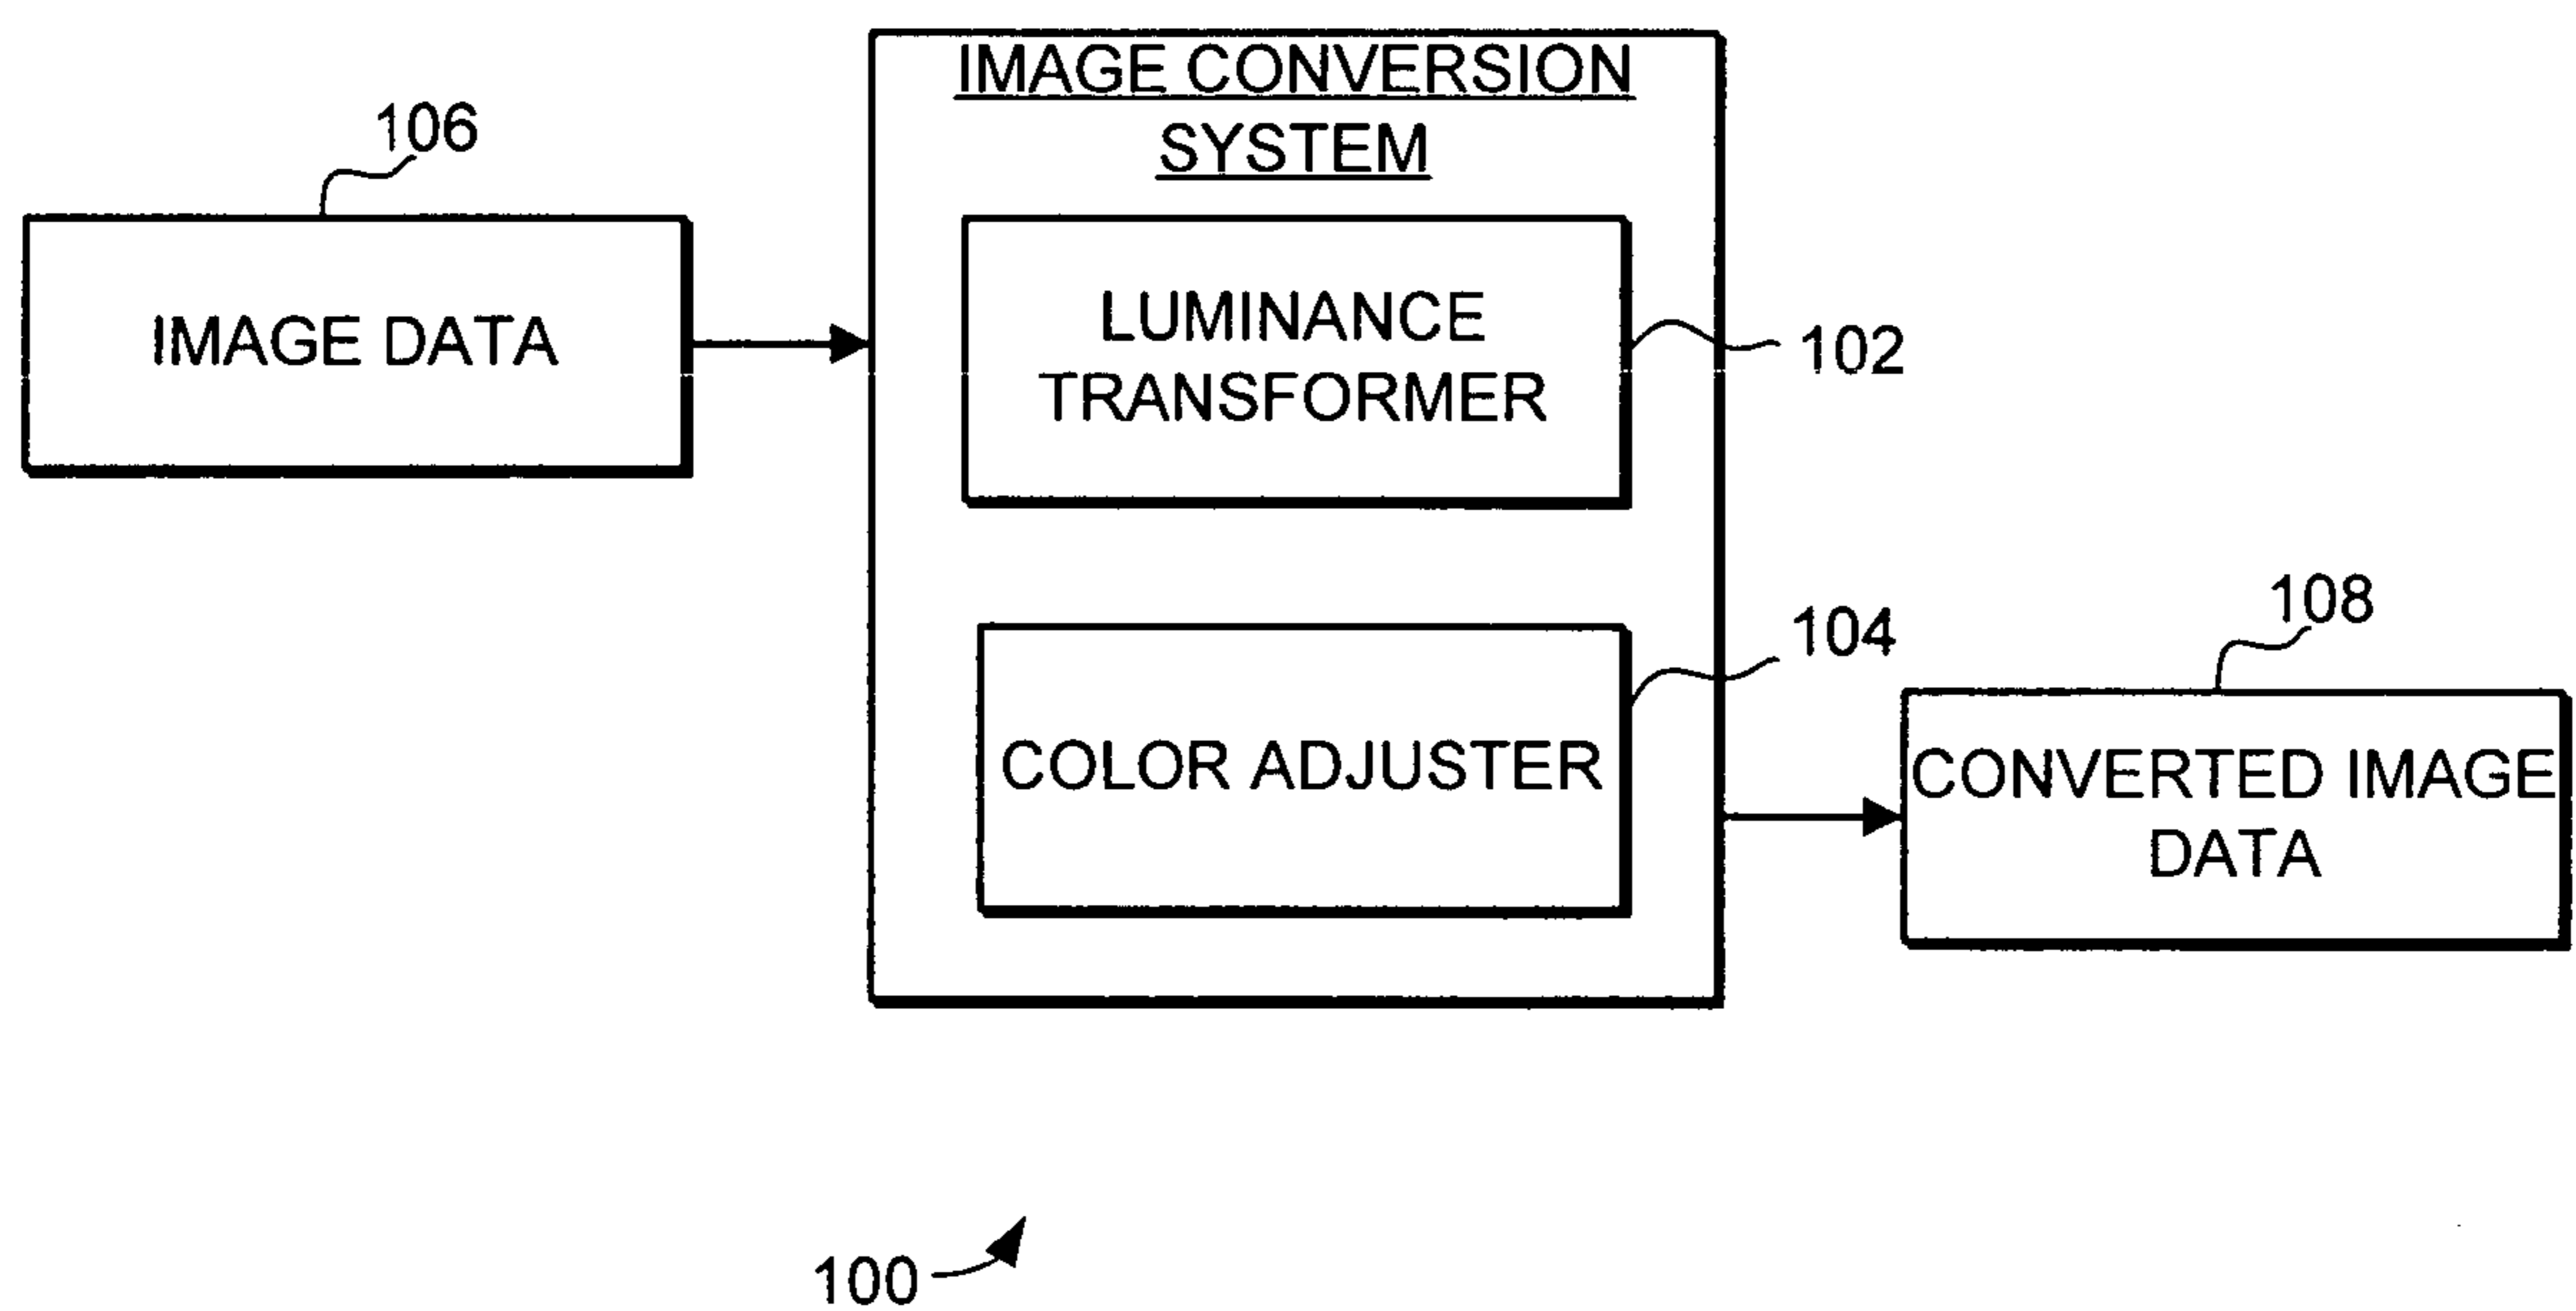 IMAGE CONVERSION
SYSTEM
106
IMAGE DATA
LUMINANCE
TRANSFORMER
102
104
COLOR ADJUSTER
108
CONVERTED IMAGE
DATA
100